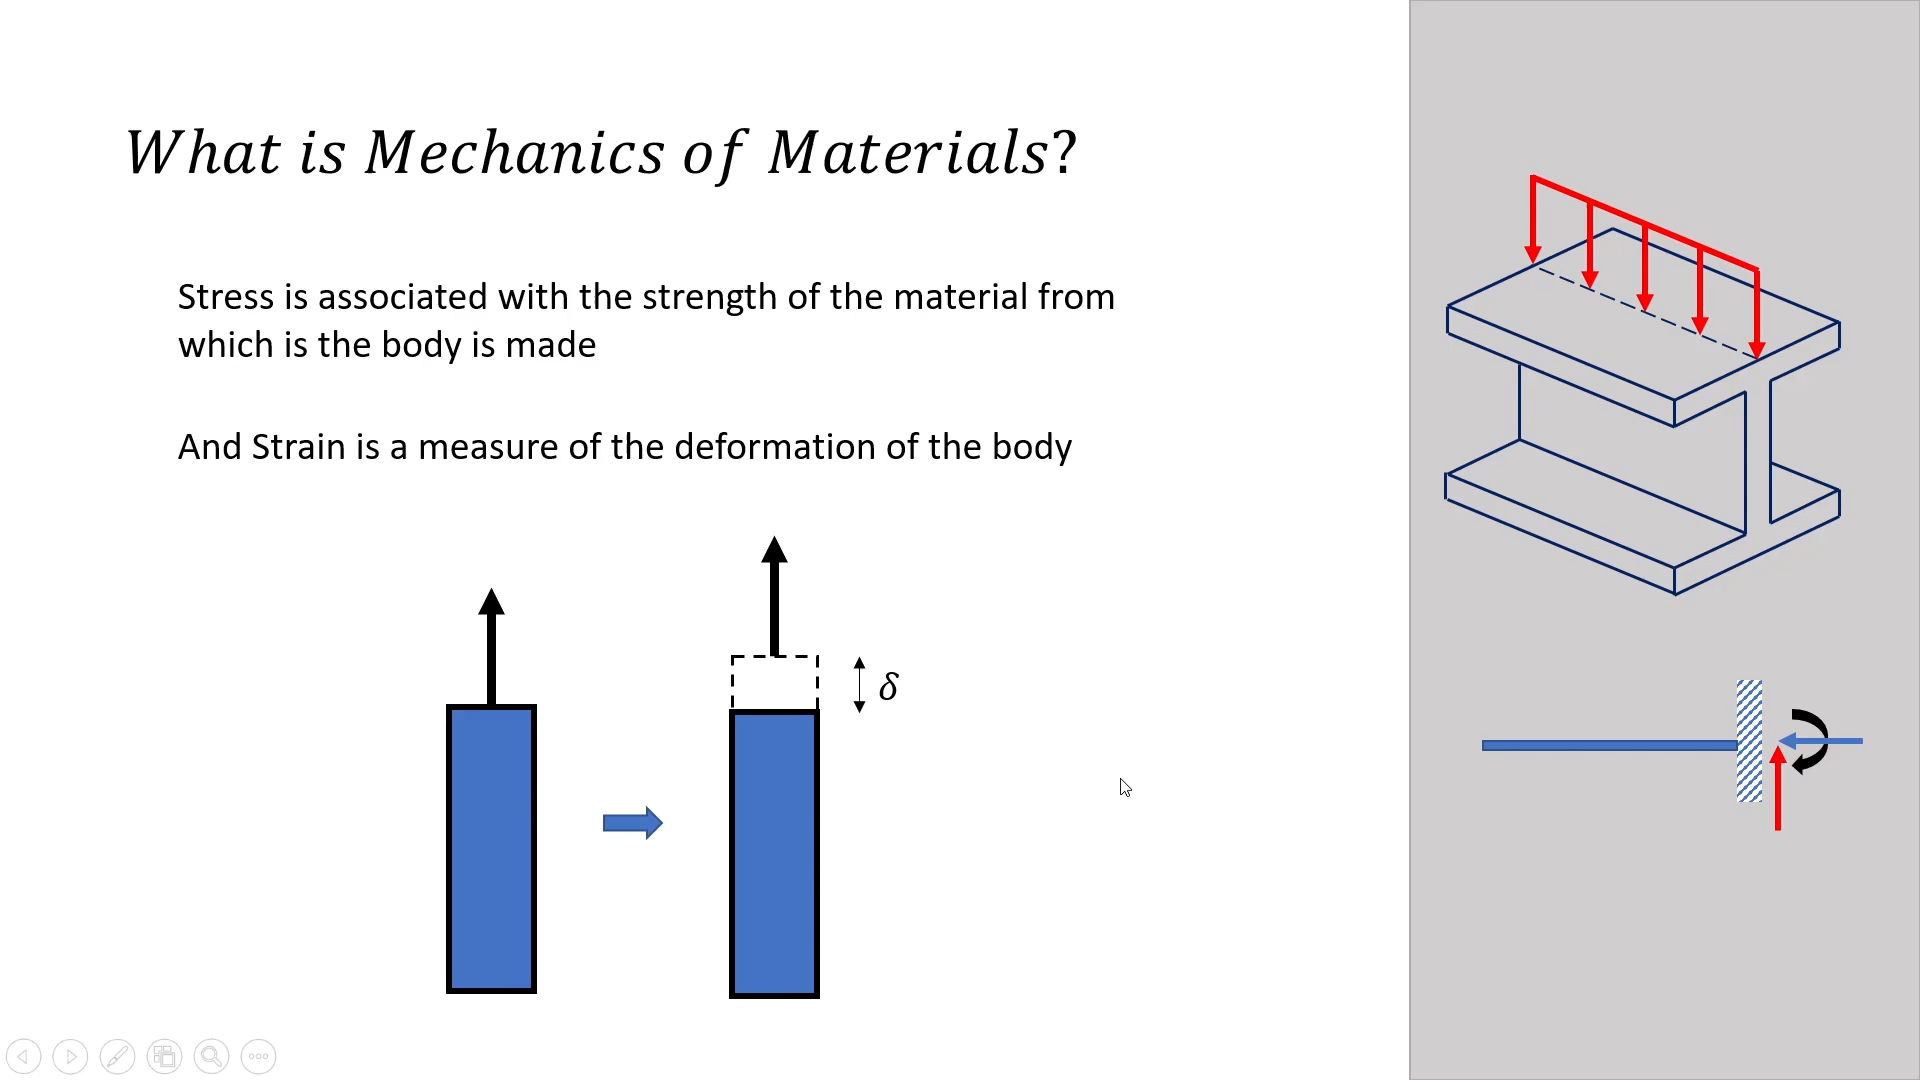 What is Mechanics of Materials?
Stress is associated with the strength of the material from
which is the body is made
And Strain is a measure of the deformation of the body
δ